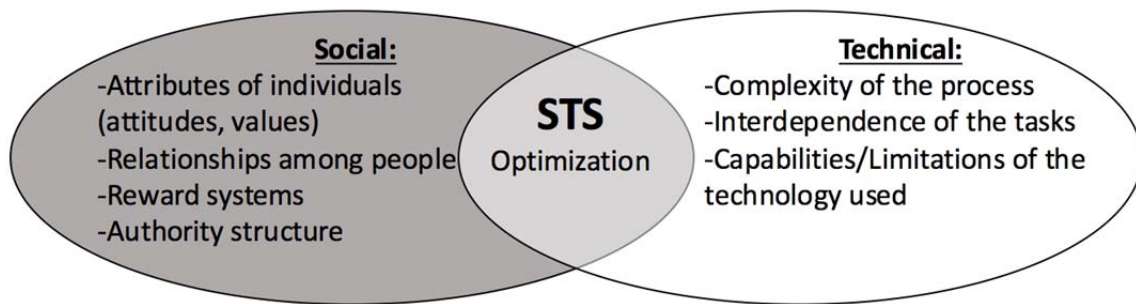 Social:
-Attributes of individuals
(attitudes, values)
-Relationships among people
-Reward systems
-Authority structure
STS
Optimization
Technical:
-Complexity of the process
-Interdependence of the tasks
-Capabilities/Limitations of the
technology used